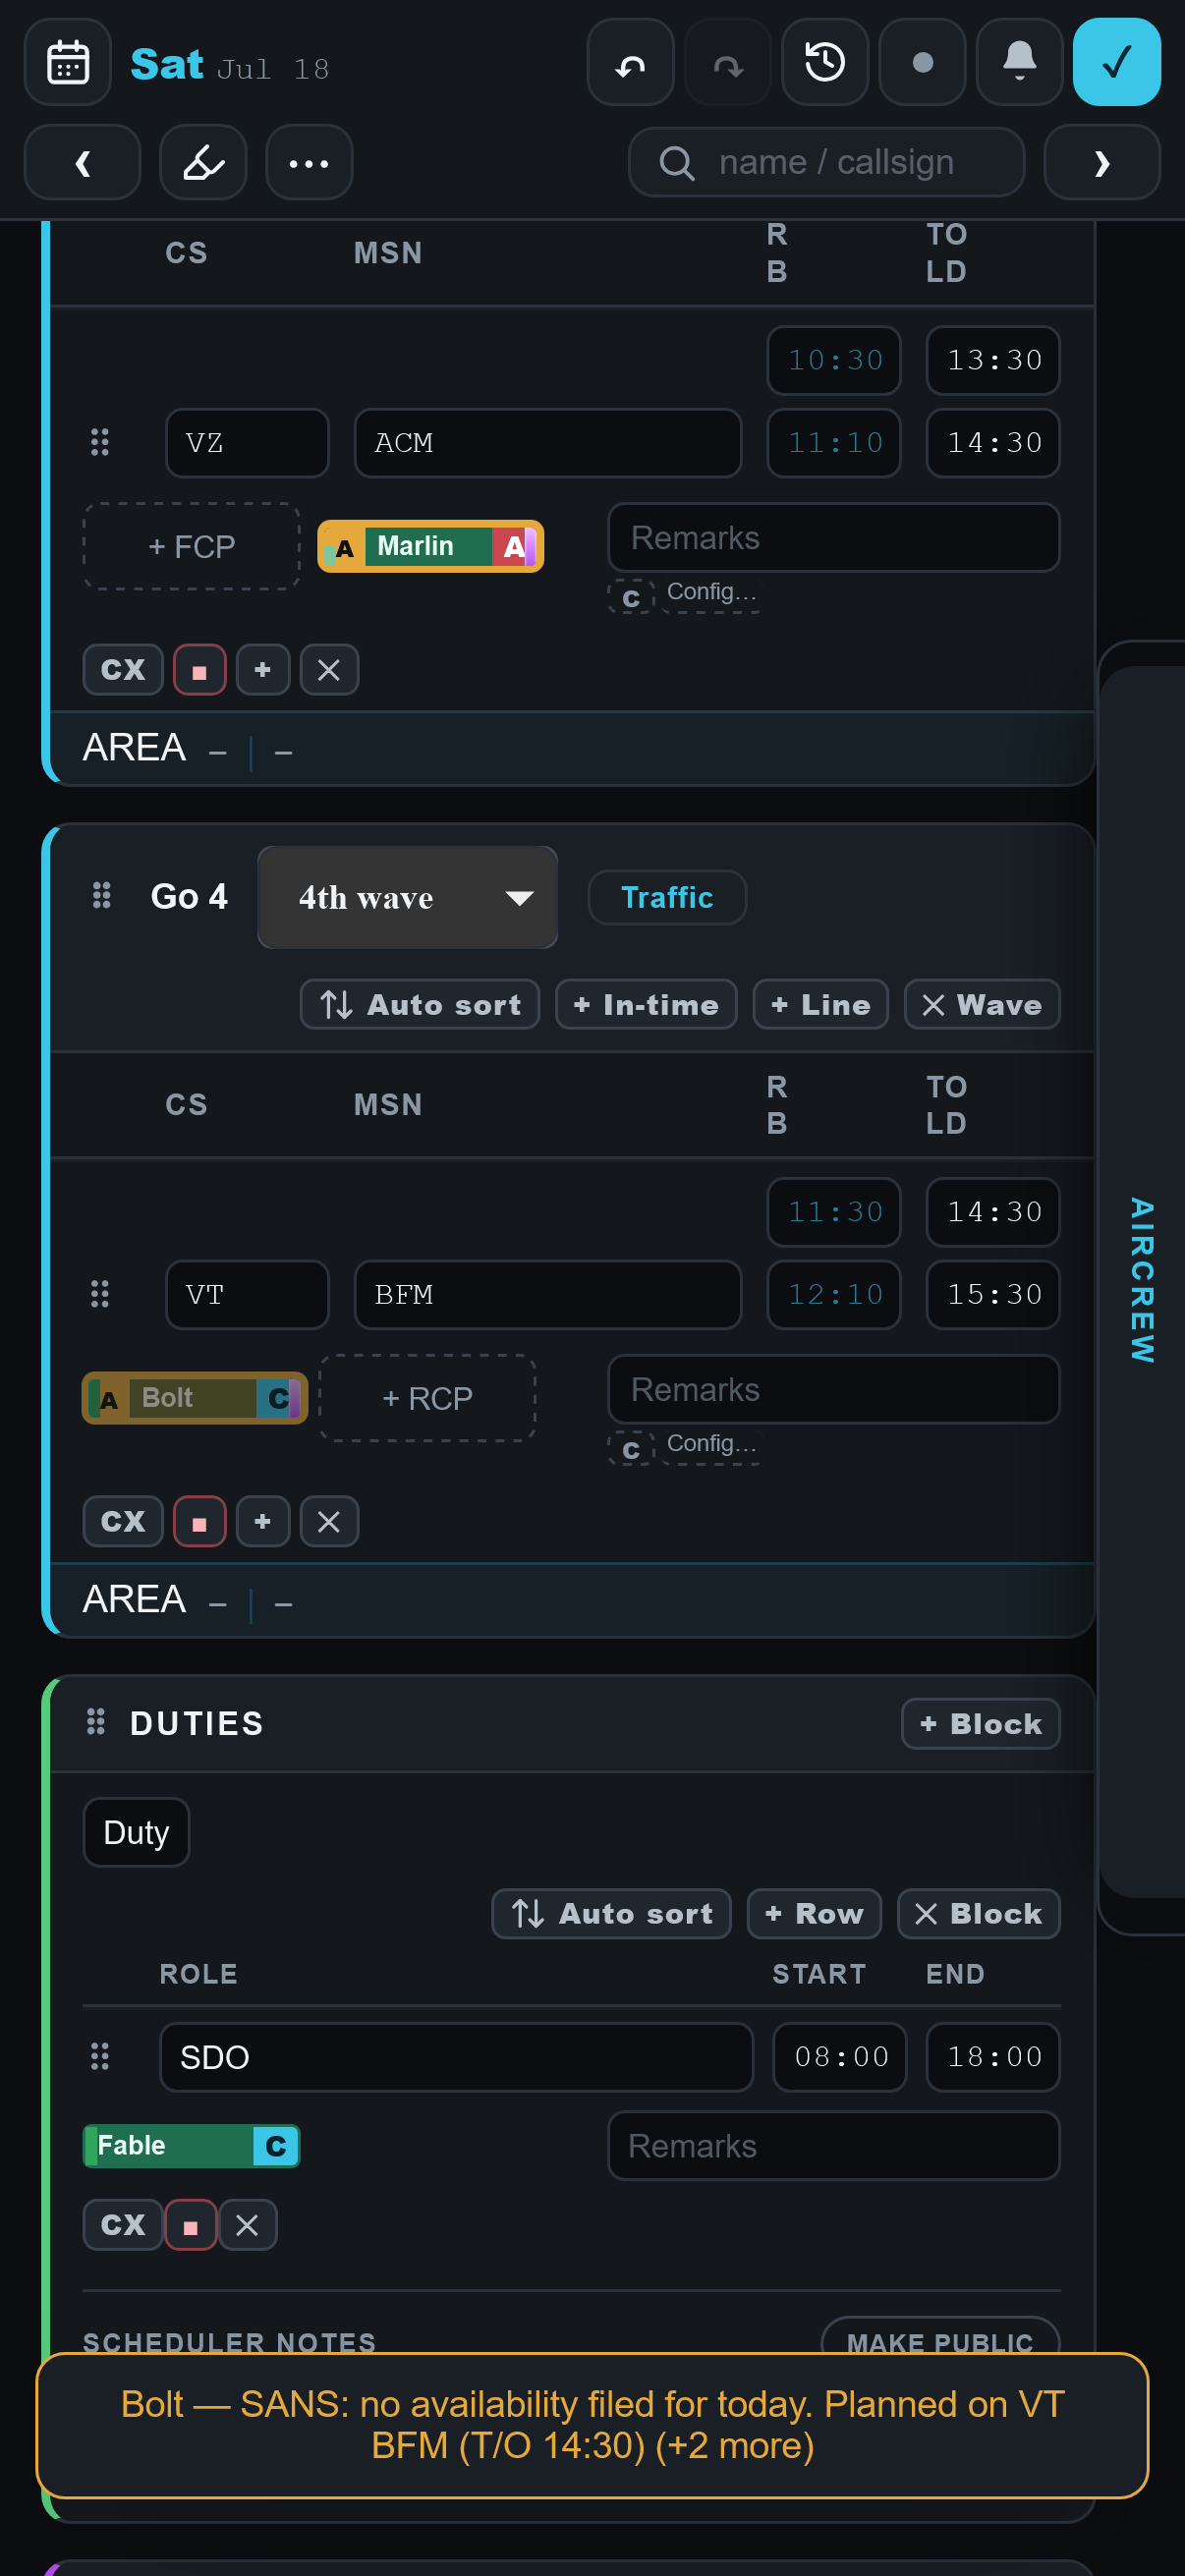 Sat Jul 18
name / callsign
CS MSN R TO
B LD
10:30 13:30
VZ ACM 11:10 14:30
+ FCP A Marlin A Remarks
C Config...
CX + ×
AREA – | –
Go 4 4th wave Traffic
Auto sort + In-time + Line × Wave
CS MSN R TO
B LD
11:30 14:30
VT BFM 12:10 15:30
A Bolt C + RCP Remarks
C Config...
CX + ×
AREA – | –
AIRCREW
DUTIES + Block
Duty
Auto sort + Row × Block
ROLE START END
SDO 08:00 18:00
Fable C Remarks
CX ×
SCHEDULER NOTES MAKE PUBLIC
Bolt — SANS: no availability filed for today. Planned on VT
BFM (T/O 14:30) (+2 more)